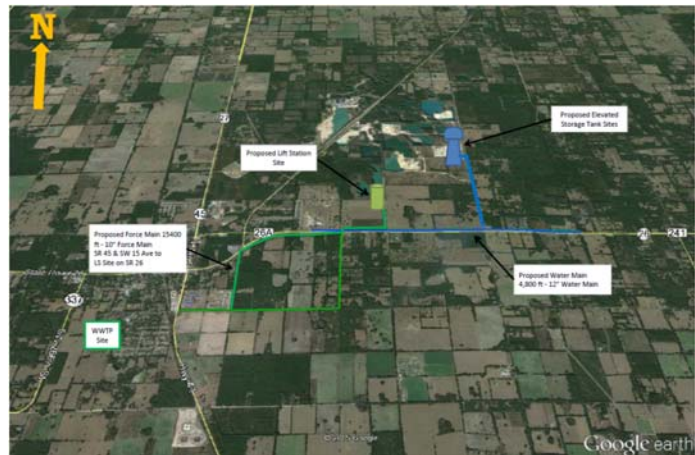 N
27
Proposed Elevated
Storage Tank Sites
Proposed Lift Station
Site
45
Proposed Force Main 15400
ft - 10" Force Main
SR 45 & SW 15 Ave to
LS Site on SR 26
26A
26
241
Proposed Water Main
4,800 ft - 12" Water Main
337
WWTP
Site
Google earth